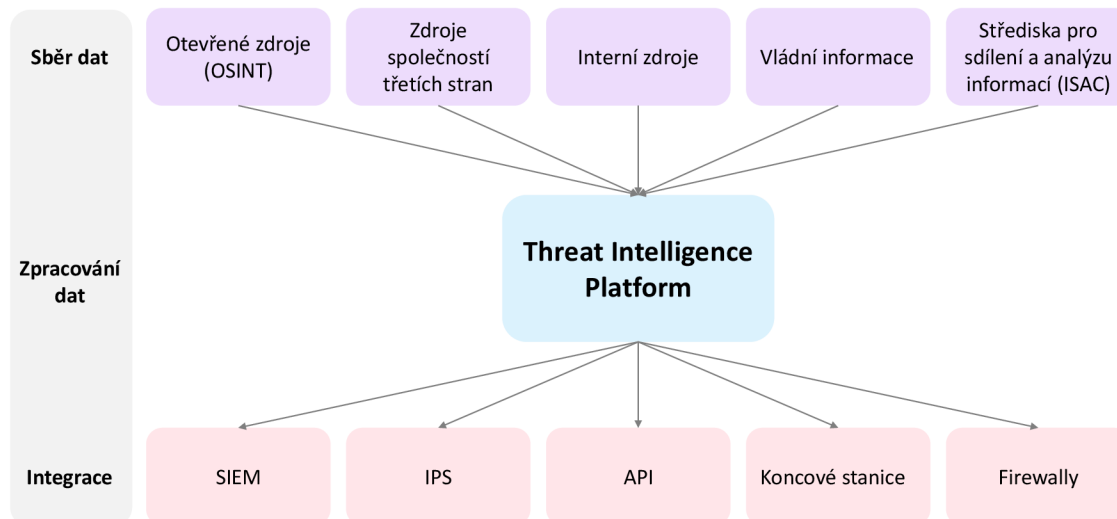 Sběr dat
Otevřené zdroje
(OSINT)
Zdroje
společností
třetích stran
Interní zdroje
Vládní informace
Střediska pro
sdílení a analýzu
informací (ISAC)
Zpracování
dat
Threat Intelligence
Platform
Integrace
SIEM
IPS
API
Koncové stanice
Firewally